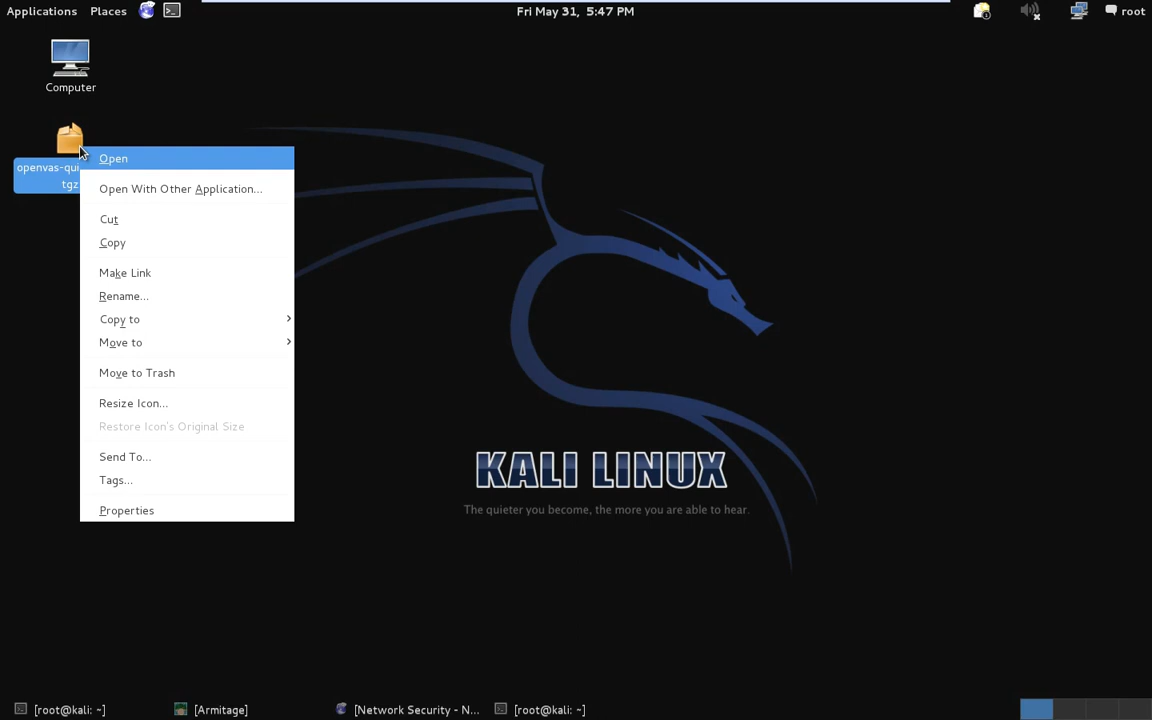 Applications Places Fri May 31, 5:47 PM root
Computer
openvas-qui
tgz
Open
Open With Other Application...
Cut
Copy
Make Link
Rename...
Copy to
Move to
Move to Trash
Resize Icon...
Restore Icon's Original Size
Send To...
Tags...
Properties
KALI LINUX
The quieter you become, the more you are able to hear.
[root@kali: ~] [Armitage] [Network Security - N... [root@kali: ~]